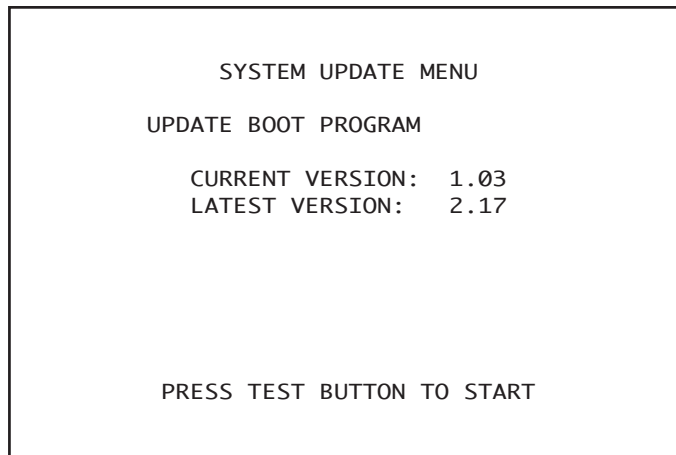 SYSTEM UPDATE MENU
UPDATE BOOT PROGRAM
CURRENT VERSION: 1.03
LATEST VERSION: 2.17
PRESS TEST BUTTON TO START